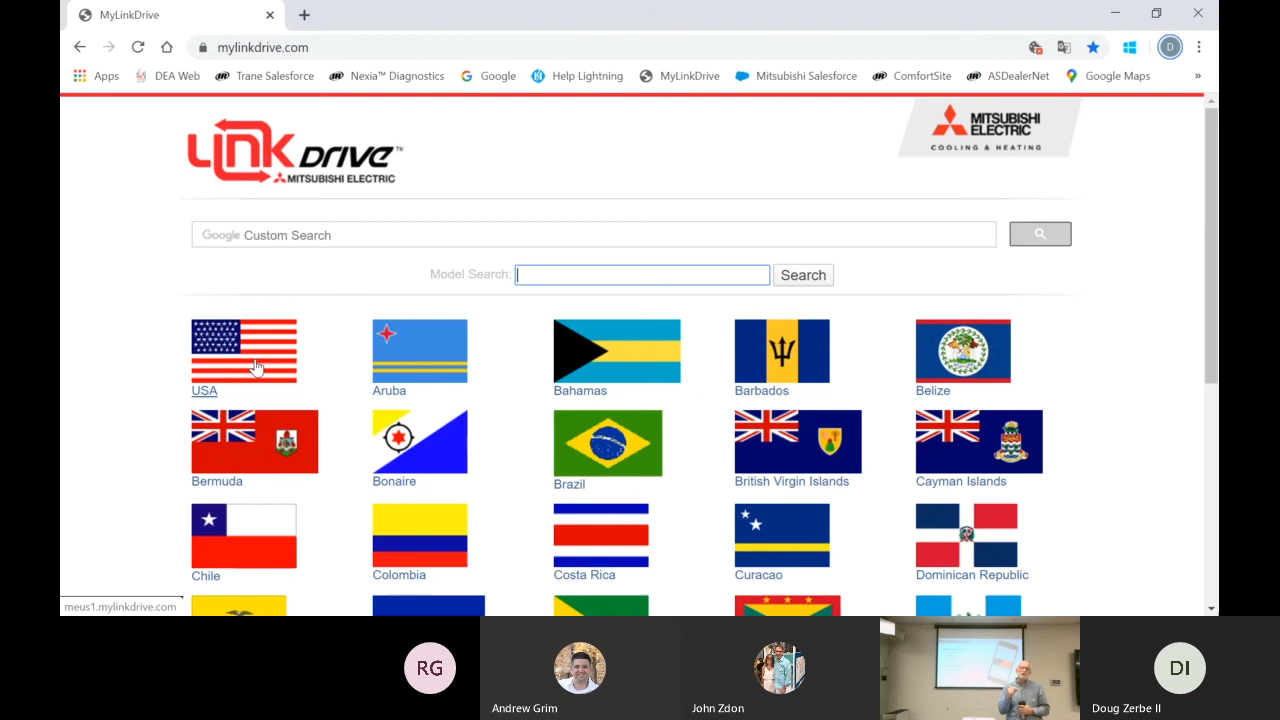 MyLinkDrive
mylinkdrive.com
D
Apps
DEA Web
Trane Salesforce
Nexia™ Diagnostics
Google
Help Lightning
MyLinkDrive
Mitsubishi Salesforce
ComfortSite
ASDealerNet
Google Maps
»
LINK DRIVE™
MITSUBISHI ELECTRIC
MITSUBISHI
ELECTRIC
COOLING & HEATING
Google Custom Search
Model Search:
Search
USA
Aruba
Bahamas
Barbados
Belize
Bermuda
Bonaire
Brazil
British Virgin Islands
Cayman Islands
Chile
Colombia
Costa Rica
Curacao
Dominican Republic
meus1.mylinkdrive.com
RG
Andrew Grim
John Zdon
DI
Doug Zerbe II